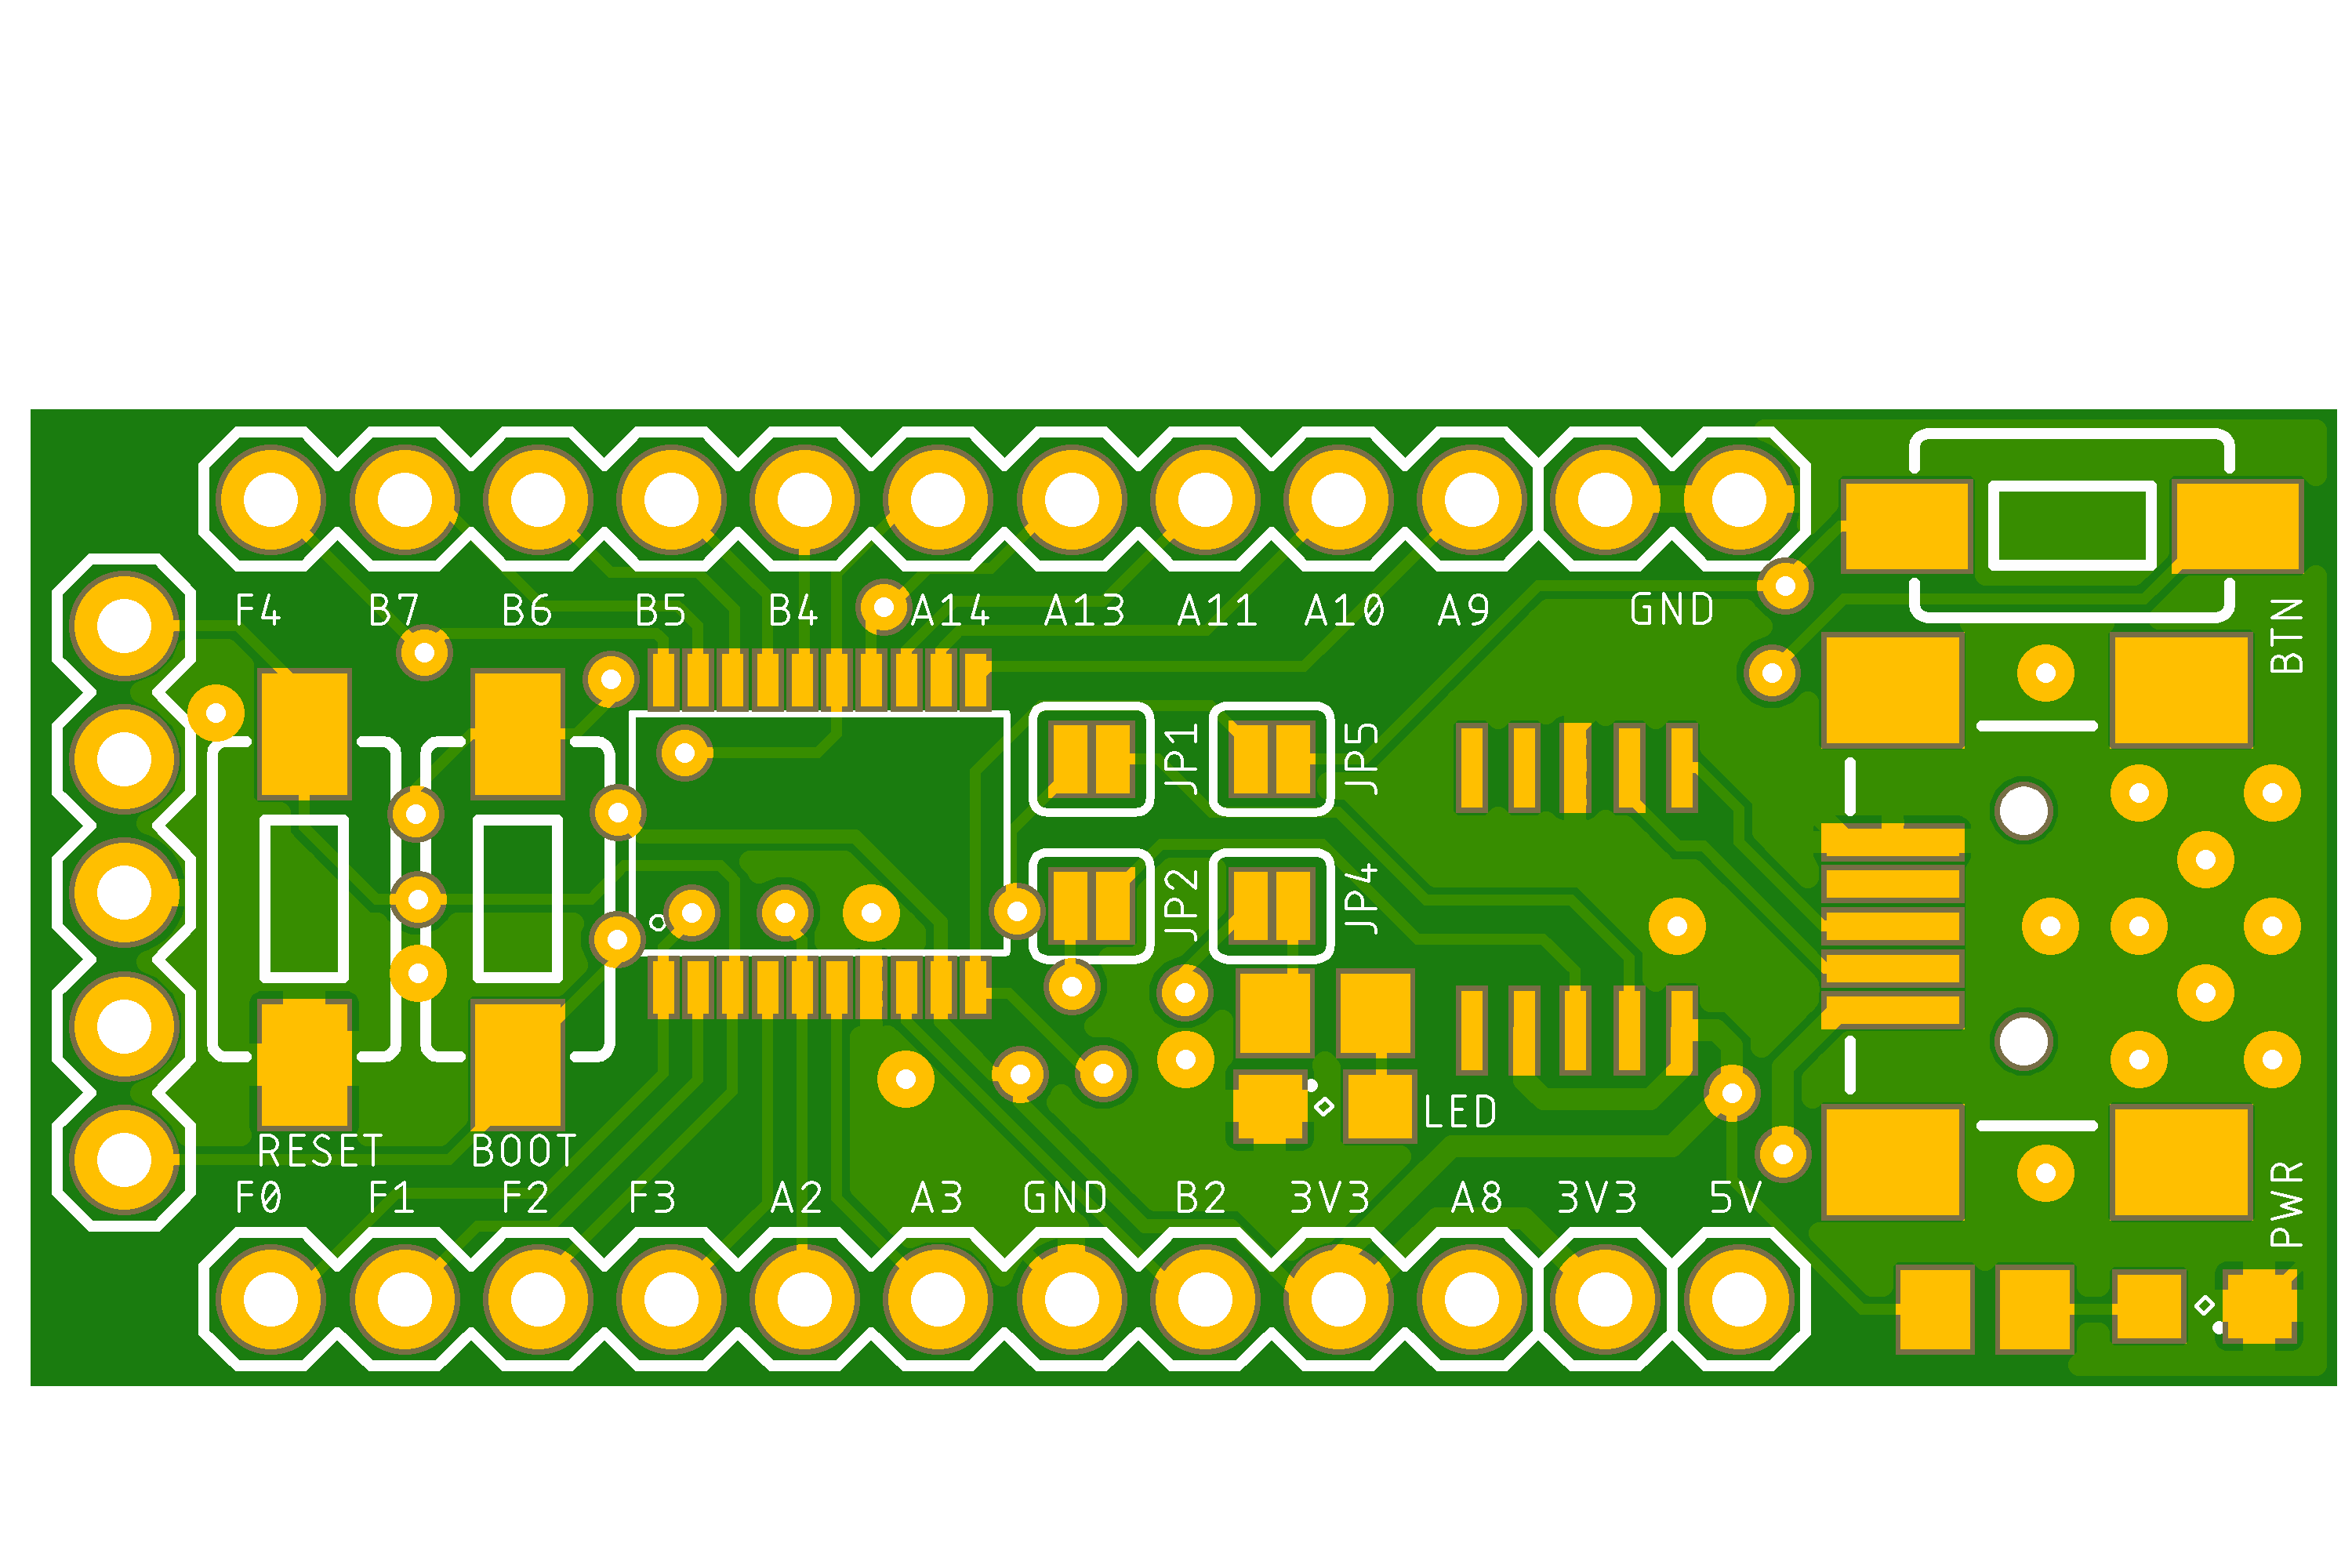 F4 B7 B6 B5 B4 A14 A13 A11 A10 A9 GND
BTN
JP1 JP5
JP2 JP4
LED
RESET BOOT
F0 F1 F2 F3 A2 A3 GND B2 3V3 A8 3V3 5V
PWR